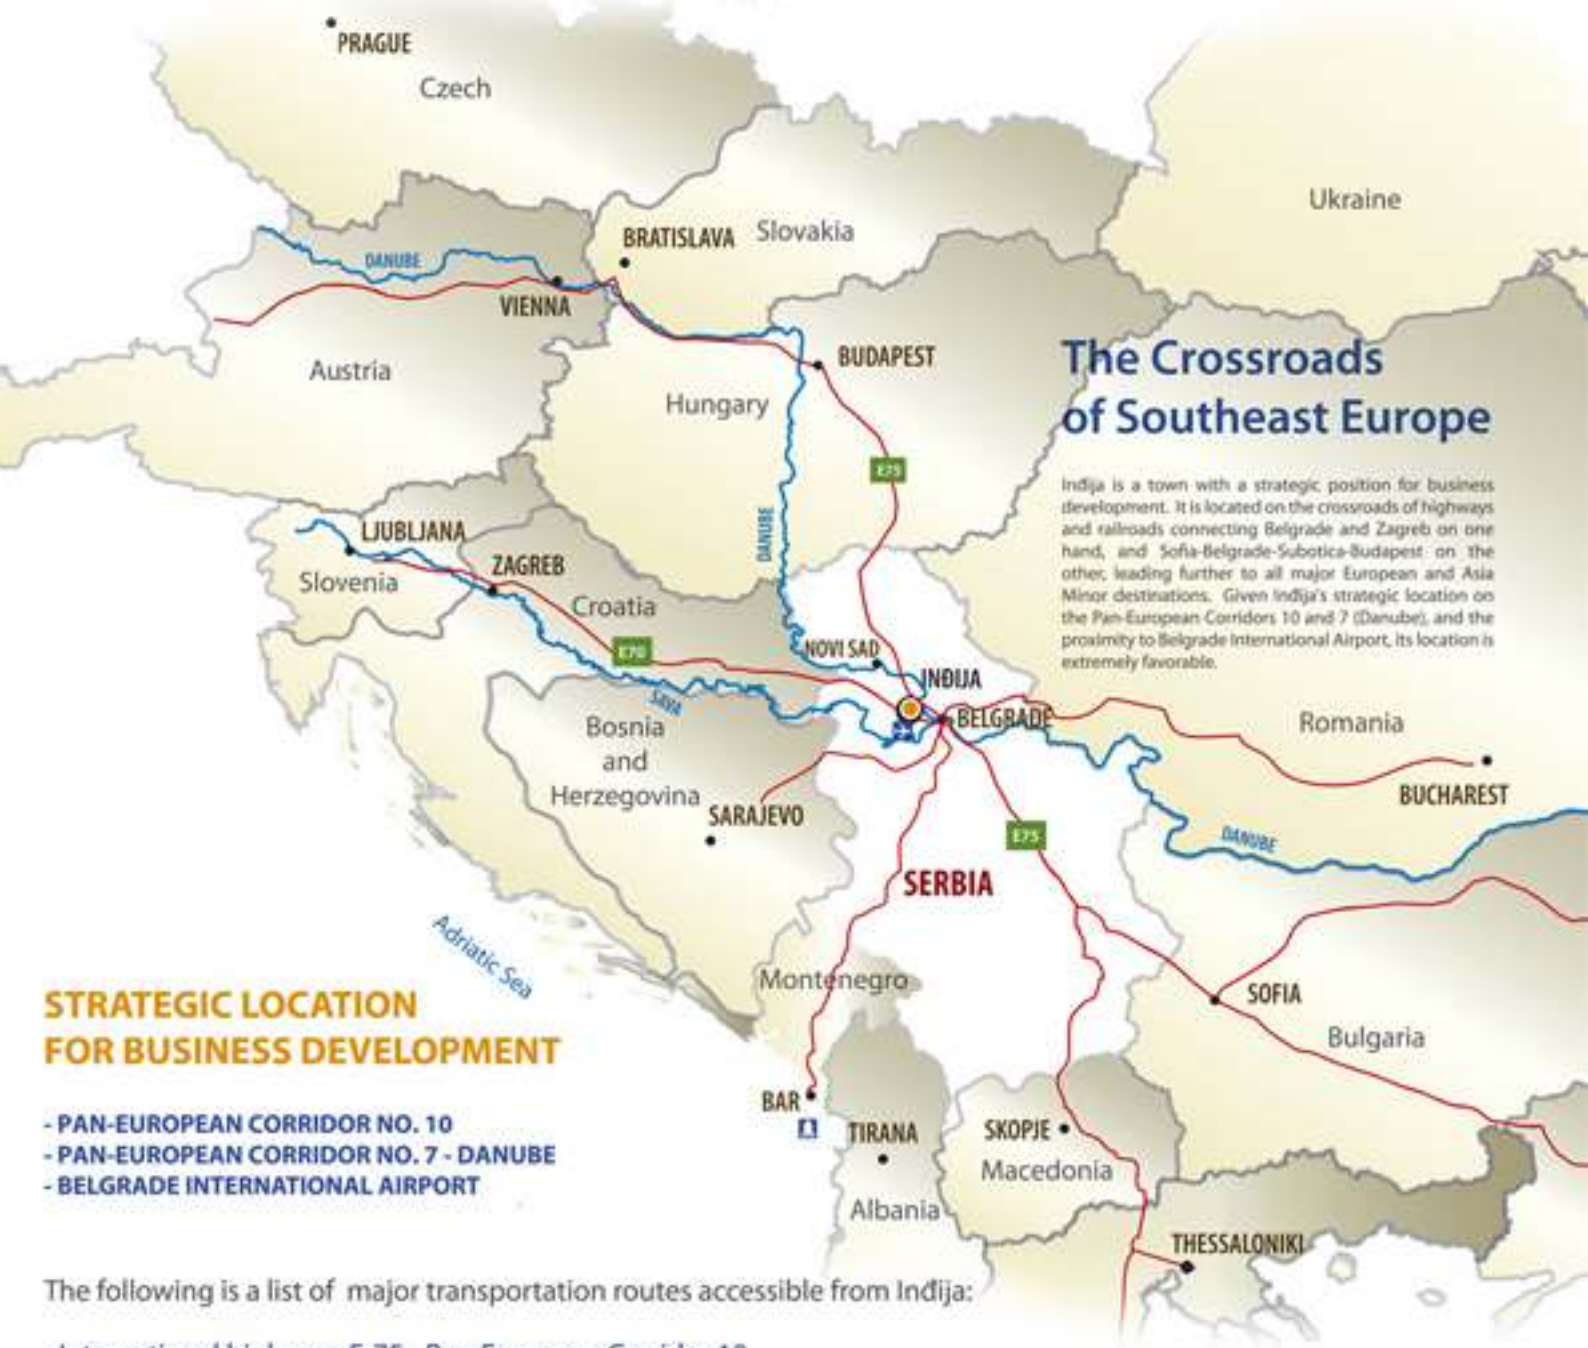 PRAGUE
Czech
Ukraine
BRATISLAVA
Slovakia
DANUBE
VIENNA
Austria
BUDAPEST
Hungary
The Crossroads
of Southeast Europe
E75
Inđija is a town with a strategic position for business
development. It is located on the crossroads of highways
and railroads connecting Belgrade and Zagreb on one
hand, and Sofia-Belgrade-Subotica-Budapest on the
other, leading further to all major European and Asia
Minor destinations. Given Inđija's strategic location on
the Pan-European Corridors 10 and 7 (Danube), and the
proximity to Belgrade International Airport, its location is
extremely favorable.
DANUBE
LJUBLJANA
ZAGREB
Slovenia
Croatia
E70
NOVI SAD
INĐIJA
SAVA
BELGRADE
Romania
Bosnia
and
Herzegovina
SARAJEVO
BUCHAREST
E75
DANUBE
SERBIA
Adriatic Sea
Montenegro
SOFIA
Bulgaria
STRATEGIC LOCATION
FOR BUSINESS DEVELOPMENT
BAR
TIRANA
SKOPJE
Macedonia
Albania
- PAN-EUROPEAN CORRIDOR NO. 10
- PAN-EUROPEAN CORRIDOR NO. 7 - DANUBE
- BELGRADE INTERNATIONAL AIRPORT
THESSALONIKI
The following is a list of major transportation routes accessible from Inđija: